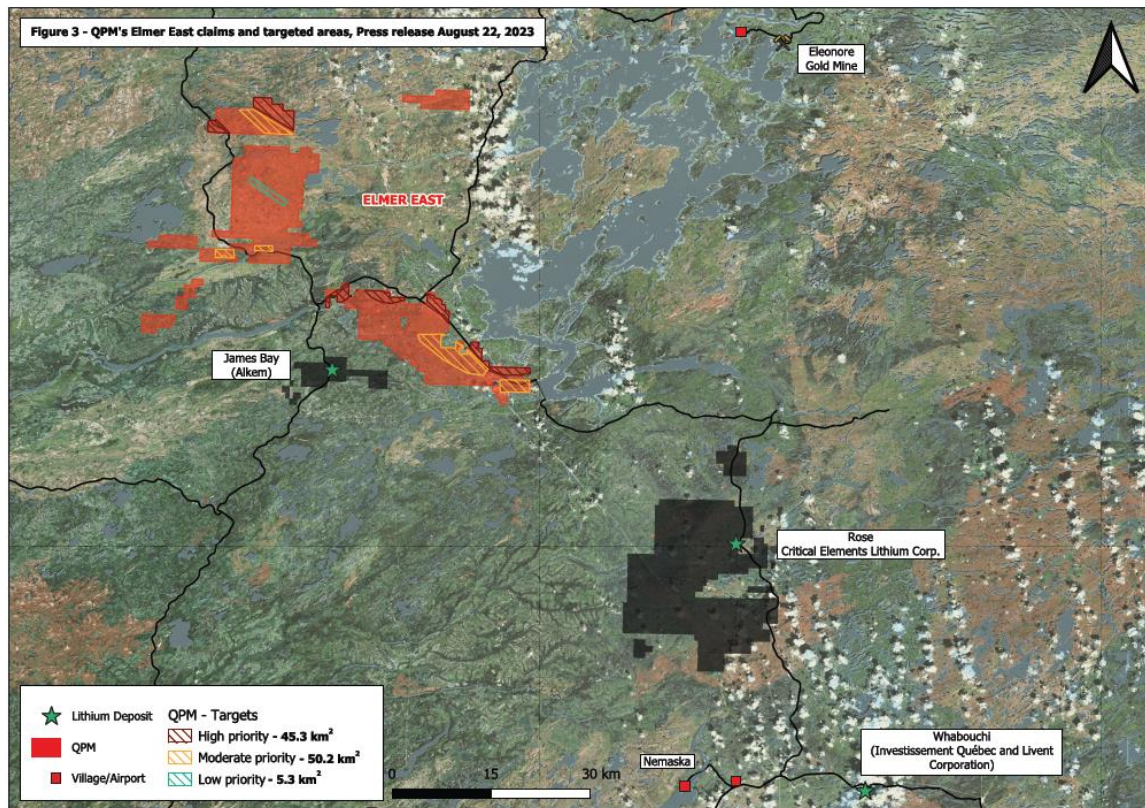 Figure 3 - QPM's Elmer East claims and targeted areas, Press release August 22, 2023
Eleonore
Gold Mine
ELMER EAST
James Bay
(Alkem)
Rose
Critical Elements Lithium Corp.
Whabouchi
(Investissement Québec and Livent
Corporation)
Nemaska
Lithium Deposit
QPM
Village/Airport
QPM - Targets
High priority - 45.3 km²
Moderate priority - 50.2 km²
Low priority - 5.3 km²
0 15 30 km